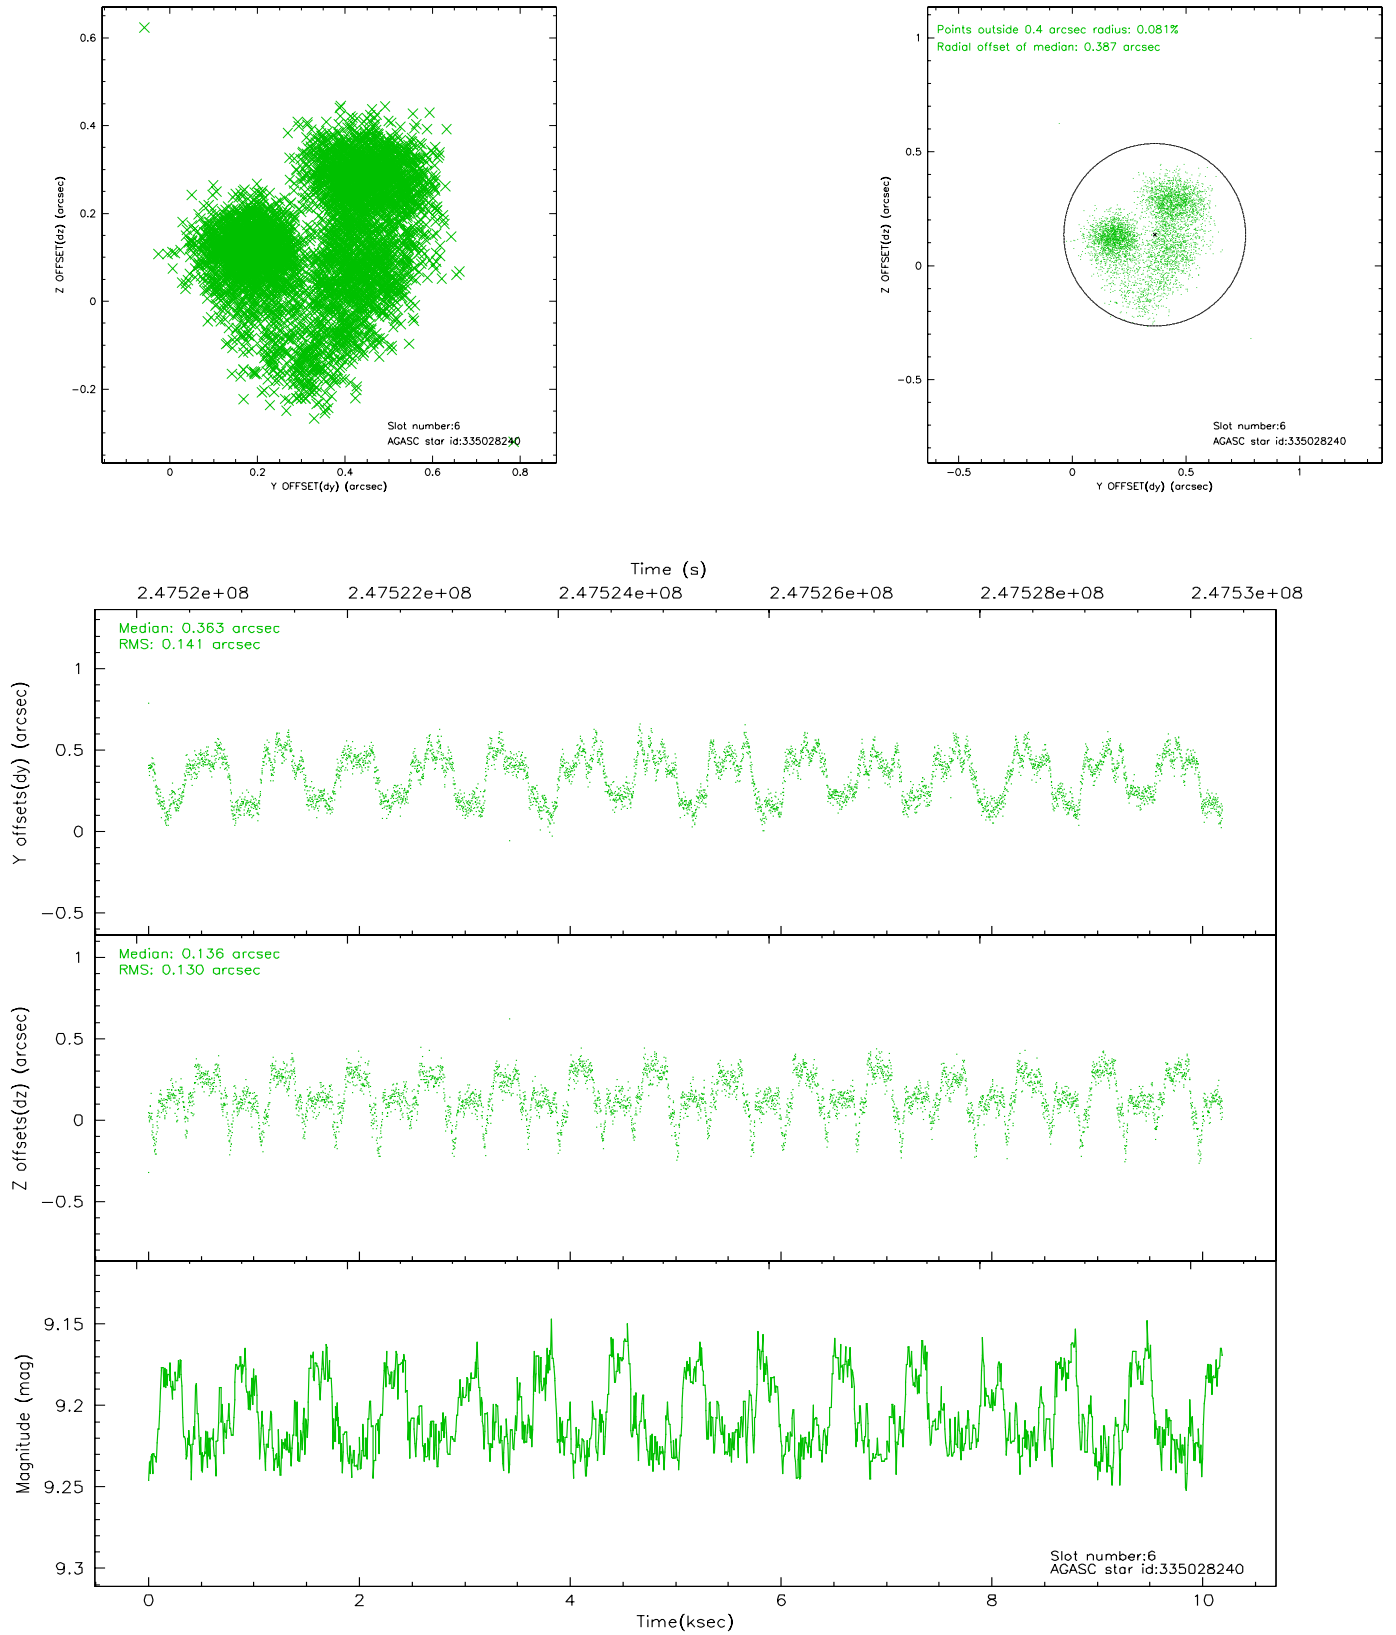 0.6
0.4
0.2
0
−0.2
Z OFFSET(dz) (arcsec)
0
0.2
0.4
0.6
0.8
Y OFFSET(dy) (arcsec)
Slot number:6
AGASC star id:335028240
Points outside 0.4 arcsec radius: 0.081%
Radial offset of median: 0.387 arcsec
1
0.5
0
−0.5
Z OFFSET(dz) (arcsec)
−0.5
0
0.5
1
Y OFFSET(dy) (arcsec)
Slot number:6
AGASC star id:335028240
Time (s)
2.4752e+08
2.47522e+08
2.47524e+08
2.47526e+08
2.47528e+08
2.4753e+08
Median: 0.363 arcsec
RMS: 0.141 arcsec
1
0.5
0
−0.5
Y offsets(dy) (arcsec)
Median: 0.136 arcsec
RMS: 0.130 arcsec
1
0.5
0
−0.5
Z offsets(dz) (arcsec)
9.15
9.2
9.25
9.3
Magnitude (mag)
Slot number:6
AGASC star id:335028240
0
2
4
6
8
10
Time(ksec)